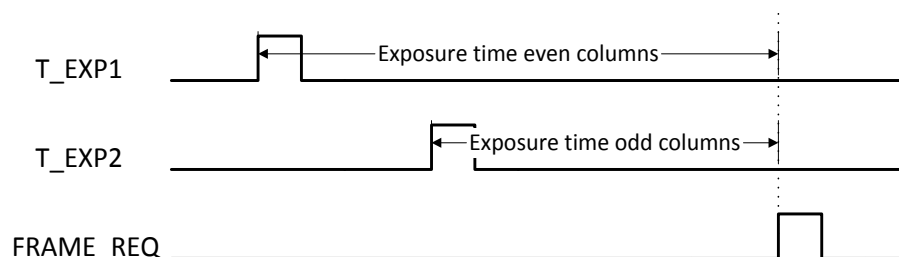 T_EXP1
Exposure time even columns
T_EXP2
Exposure time odd columns
FRAME_REQ